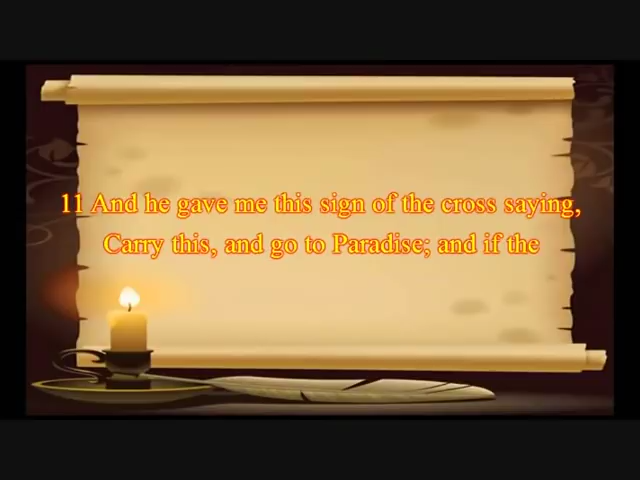 11 And he gave me this sign of the cross saying,
Carry this, and go to Paradise; and if the